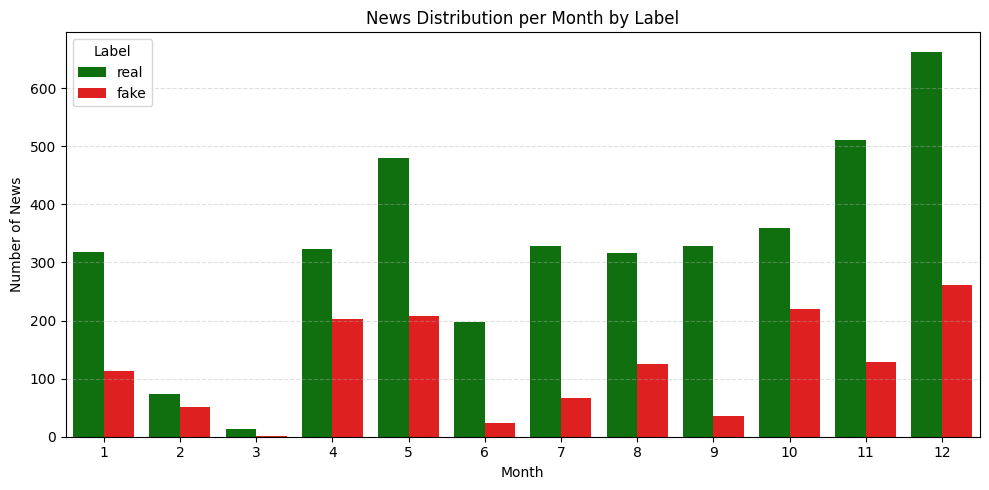 News Distribution per Month by Label
Label
real
fake
Number of News
600
500
400
300
200
100
0
1 2 3 4 5 6 7 8 9 10 11 12
Month